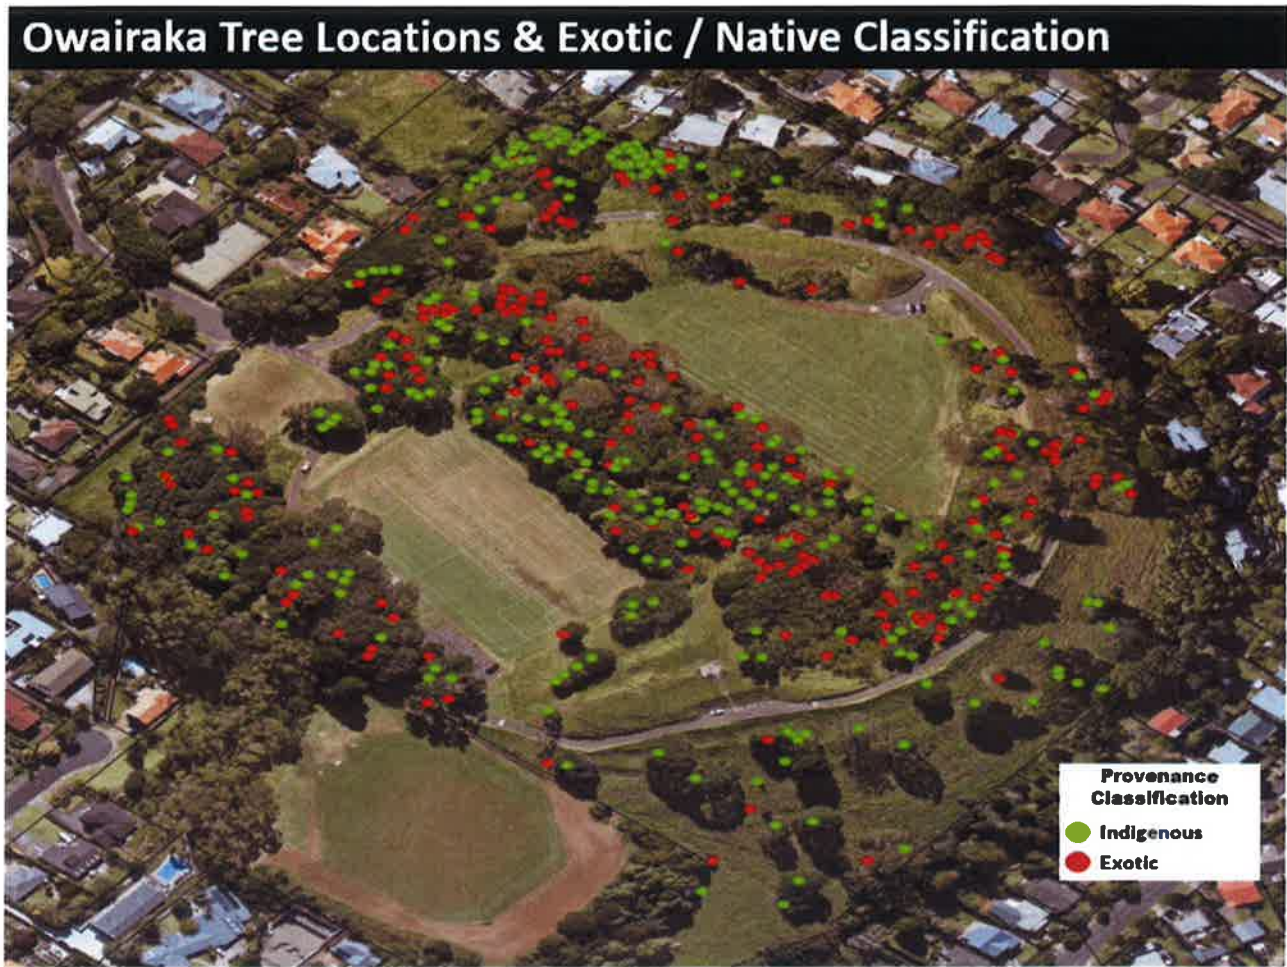 Owairaka Tree Locations & Exotic / Native Classification
Provenance
Classification
Indigenous
Exotic